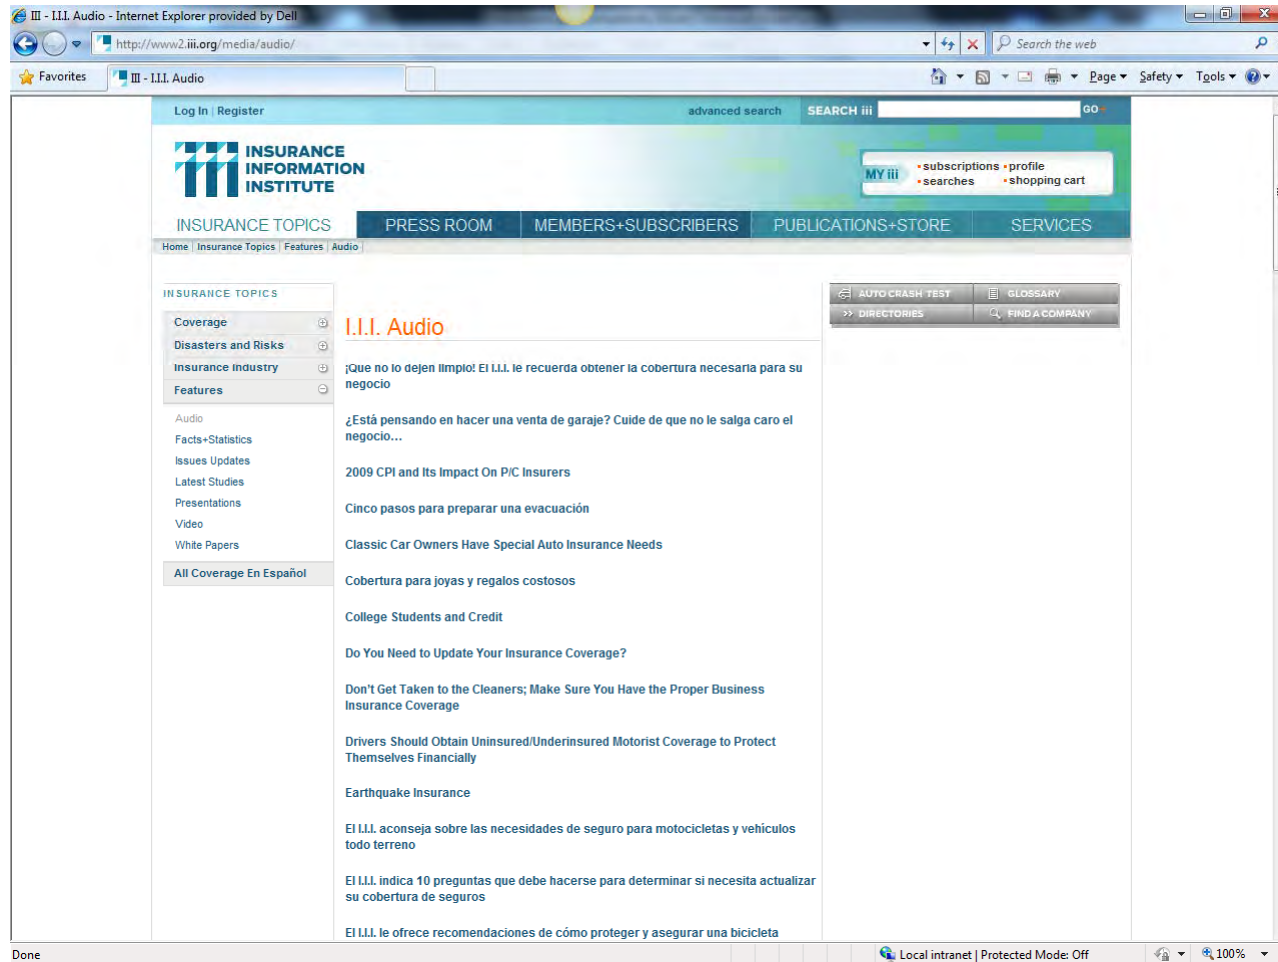 III - I.I.I. Audio - Internet Explorer provided by Dell
http://www2.iii.org/media/audio/
Search the web
Favorites
III - I.I.I. Audio
Page
Safety
Tools
Log In | Register
advanced search
SEARCH iii
GO
INSURANCE
INFORMATION
INSTITUTE
MY iii
subscriptions
profile
searches
shopping cart
INSURANCE TOPICS
PRESS ROOM
MEMBERS+SUBSCRIBERS
PUBLICATIONS+STORE
SERVICES
Home | Insurance Topics | Features | Audio
INSURANCE TOPICS
Coverage
Disasters and Risks
Insurance Industry
Features
Audio
Facts+Statistics
Issues Updates
Latest Studies
Presentations
Video
White Papers
All Coverage En Español
I.I.I. Audio
¡Que no lo dejen limpio! El I.I.I. le recuerda obtener la cobertura necesaria para su
negocio
¿Está pensando en hacer una venta de garaje? Cuide de que no le salga caro el
negocio…
2009 CPI and Its Impact On P/C Insurers
Cinco pasos para preparar una evacuación
Classic Car Owners Have Special Auto Insurance Needs
Cobertura para joyas y regalos costosos
College Students and Credit
Do You Need to Update Your Insurance Coverage?
Don't Get Taken to the Cleaners; Make Sure You Have the Proper Business
Insurance Coverage
Drivers Should Obtain Uninsured/Underinsured Motorist Coverage to Protect
Themselves Financially
Earthquake Insurance
El I.I.I. aconseja sobre las necesidades de seguro para motocicletas y vehículos
todo terreno
El I.I.I. indica 10 preguntas que debe hacerse para determinar si necesita actualizar
su cobertura de seguros
El I.I.I. le ofrece recomendaciones de cómo proteger y asegurar una bicicleta
AUTO CRASH TEST
GLOSSARY
>> DIRECTORIES
FIND A COMPANY
Done
Local intranet | Protected Mode: Off
100%